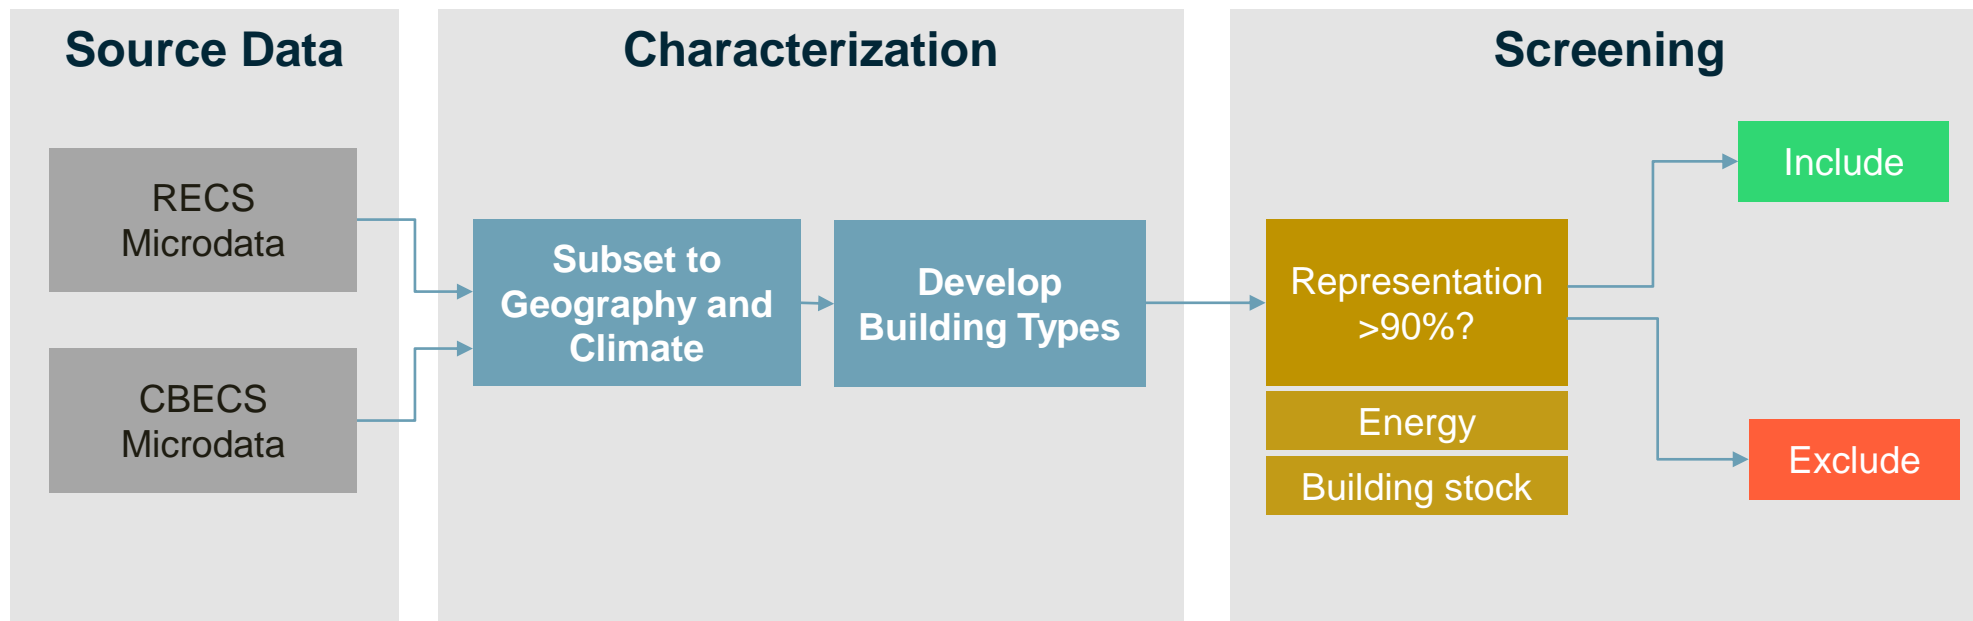 Source Data
RECS
Microdata
CBECS
Microdata
Characterization
Subset to
Geography and
Climate
Develop
Building Types
Screening
Representation
>90%?
Energy
Building stock
Include
Exclude